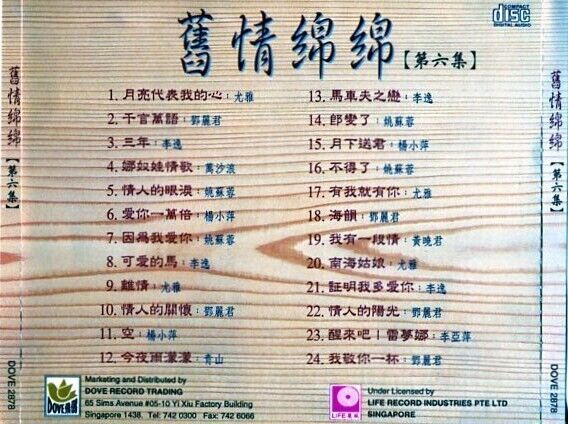 舊情綿綿【第六集】
COMPACT
disc
DIGITAL AUDIO
舊情綿綿【第六集】
1. 月亮代表我的心：尤雅
2. 千言萬語：鄧麗君
3. 三年：李逸
4. 娜奴娃情歌：萬沙浪
5. 情人的眼淚：姚蘇蓉
6. 愛你一萬倍：楊小萍
7. 因為我愛你：姚蘇蓉
8. 可愛的馬：李逸
9. 離情：尤雅
10. 情人的關懷：鄧麗君
11. 空：楊小萍
12. 今夜雨濛濛：青山
13. 馬車夫之戀：李逸
14. 郎變了：姚蘇蓉
15. 月下送君：楊小萍
16. 不得了：姚蘇蓉
17. 有我就有你：尤雅
18. 海韻：鄧麗君
19. 我有一段情：黃曉君
20. 南海姑娘：尤雅
21. 証明我多愛你：李逸
22. 情人的陽光：鄧麗君
23. 醒來吧！雷夢娜：李亞萍
24. 我敬你一杯：鄧麗君
舊情綿綿【第六集】
DOVE 2878
DOVE
Marketing and Distributed by
DOVE RECORD TRADING
65 Sims Avenue #05-10 Yi Xiu Factory Building
Singapore 1438. Tel: 742 0300 Fax: 742 6066
LIFE
Under Licensed by
LIFE RECORD INDUSTRIES PTE LTD
SINGAPORE
DOVE 2878